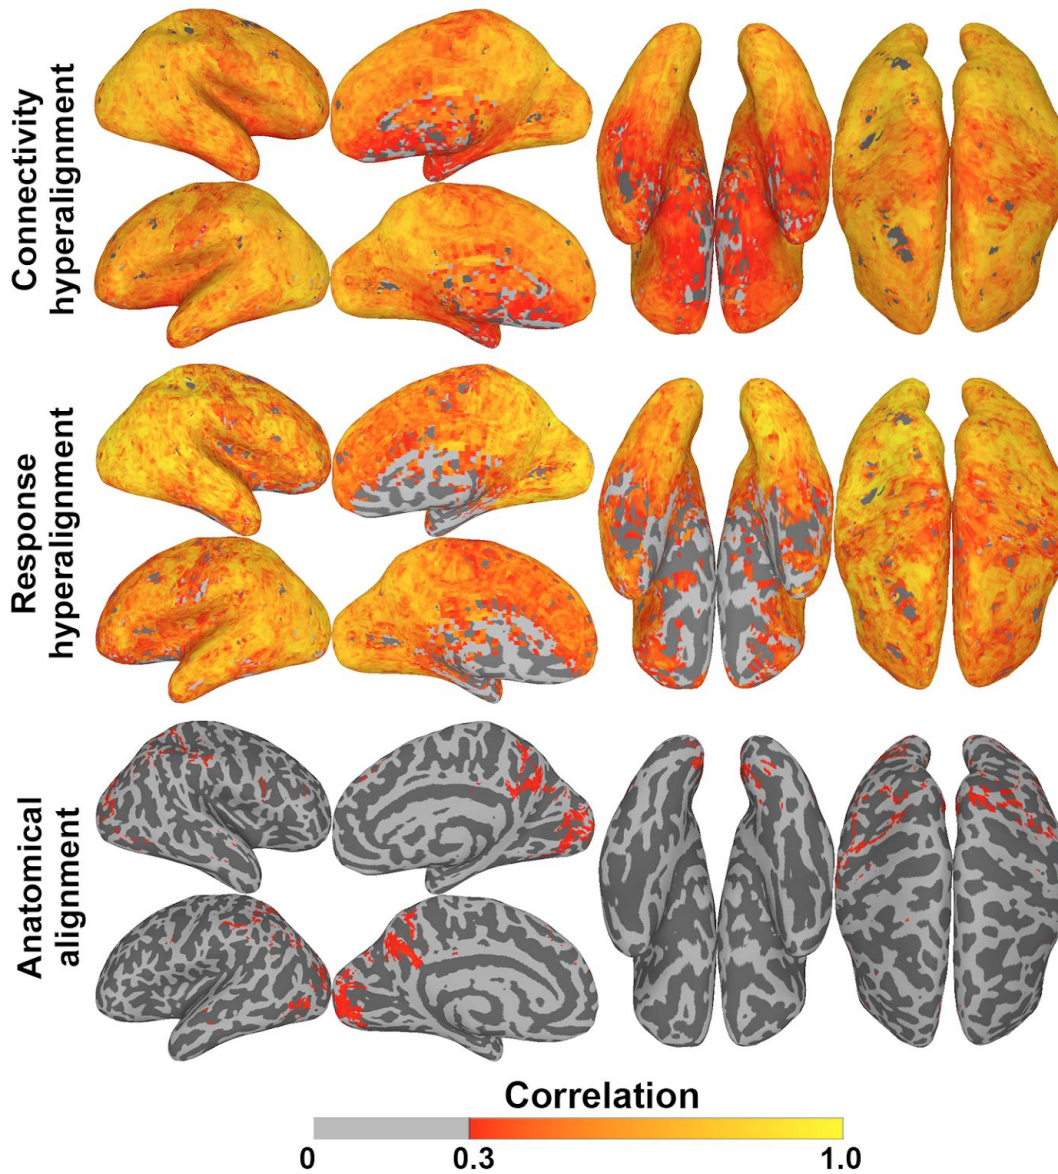 Connectivity
hyperalignment
Response
hyperalignment
Anatomical
alignment
Correlation
0 0.3 1.0